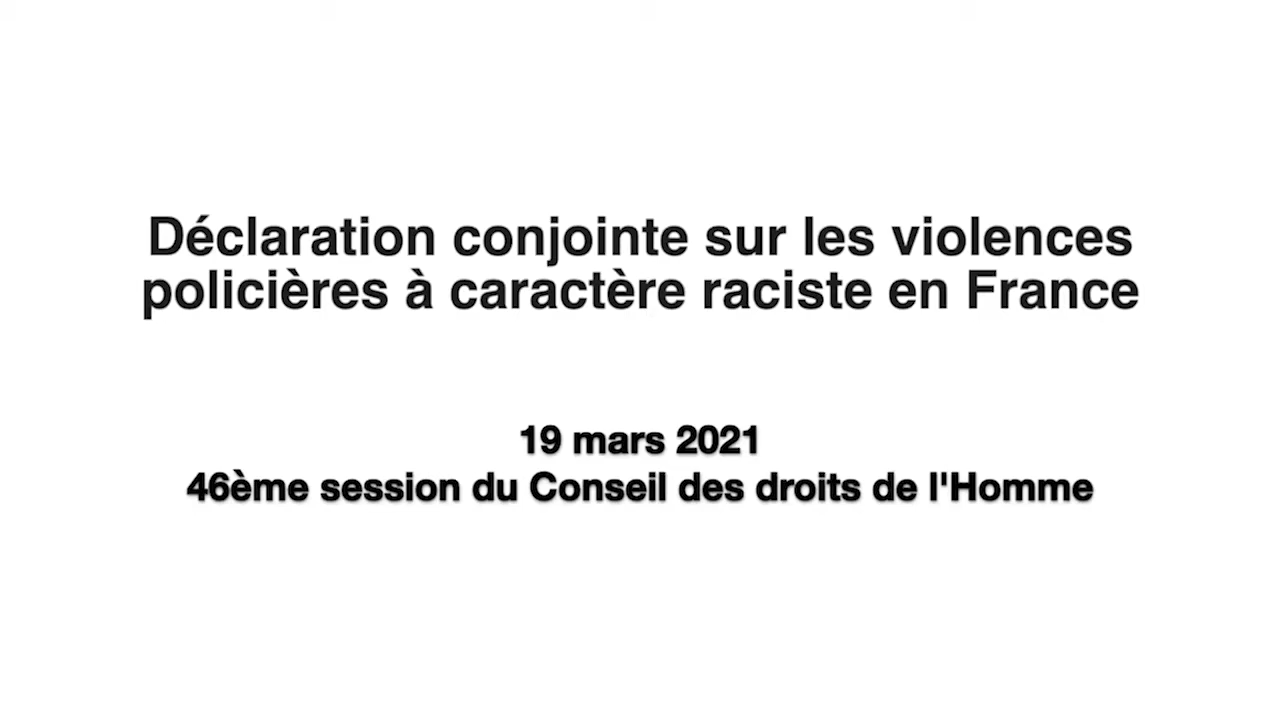 Déclaration conjointe sur les violences
policières à caractère raciste en France
19 mars 2021
46ème session du Conseil des droits de l'Homme